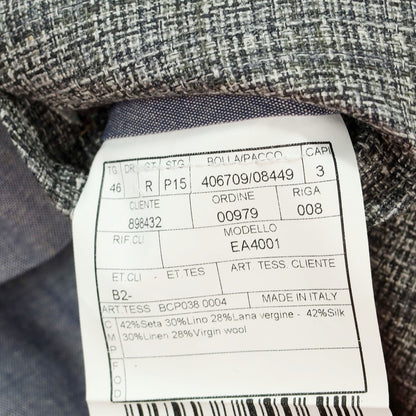 TG DR GT STG BOLLA/PACCO CAPI
46 R P15 406709/08449 3
CLIENTE ORDINE RIGA
898432 00979 008
RIF.CLI MODELLO
EA4001
ET CLI - ET TES ART TESS. CLIENTE
B2-
ART.TESS BCP038 0004 MADE IN ITALY
C 42%Seta 30%Lino 28%Lana vergine - 42%Silk
M 30%Linen 28%Virgin wool
P
F
O
D